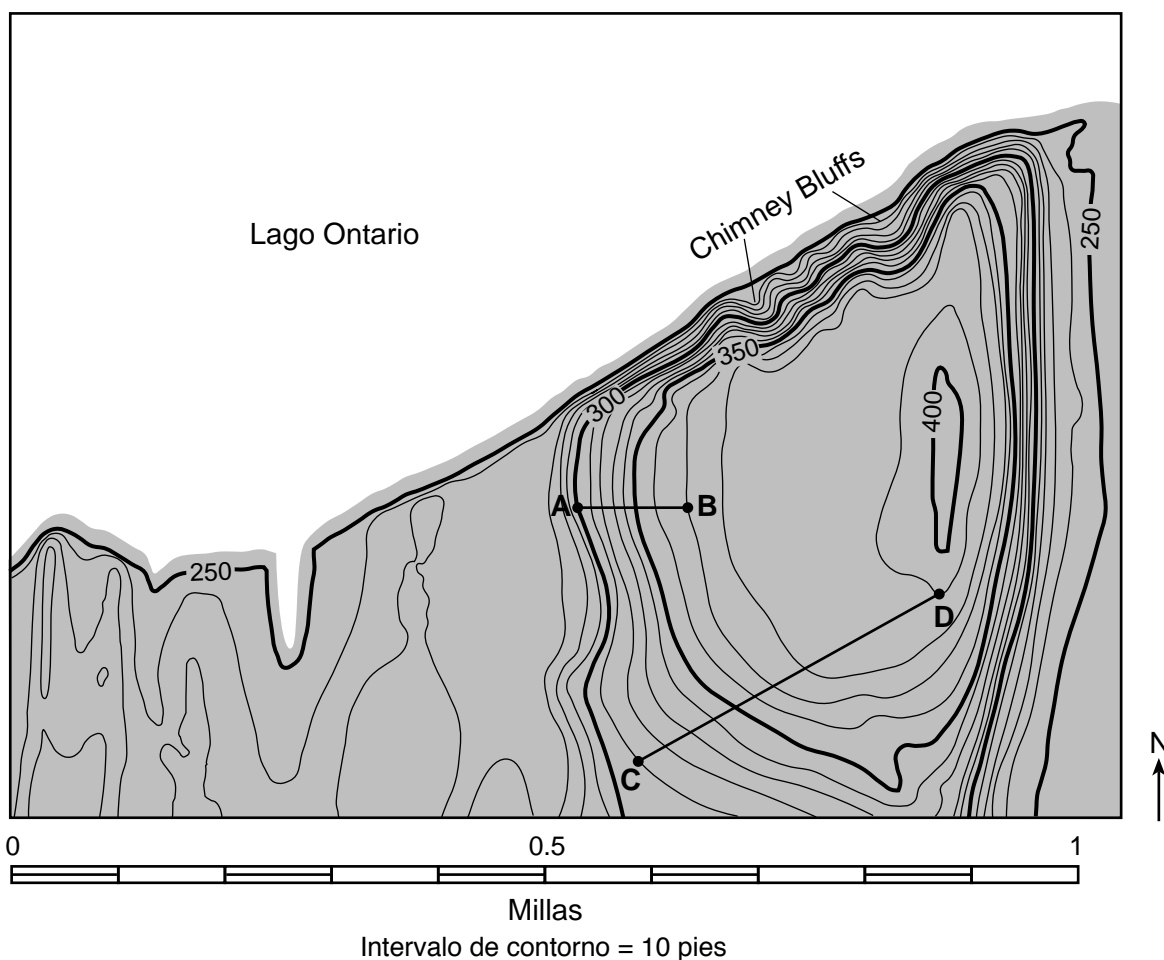 Lago Ontario
Chimney Bluffs
250
350
300
400
A
B
250
D
C
N
0 0.5 1
Millas
Intervalo de contorno = 10 pies